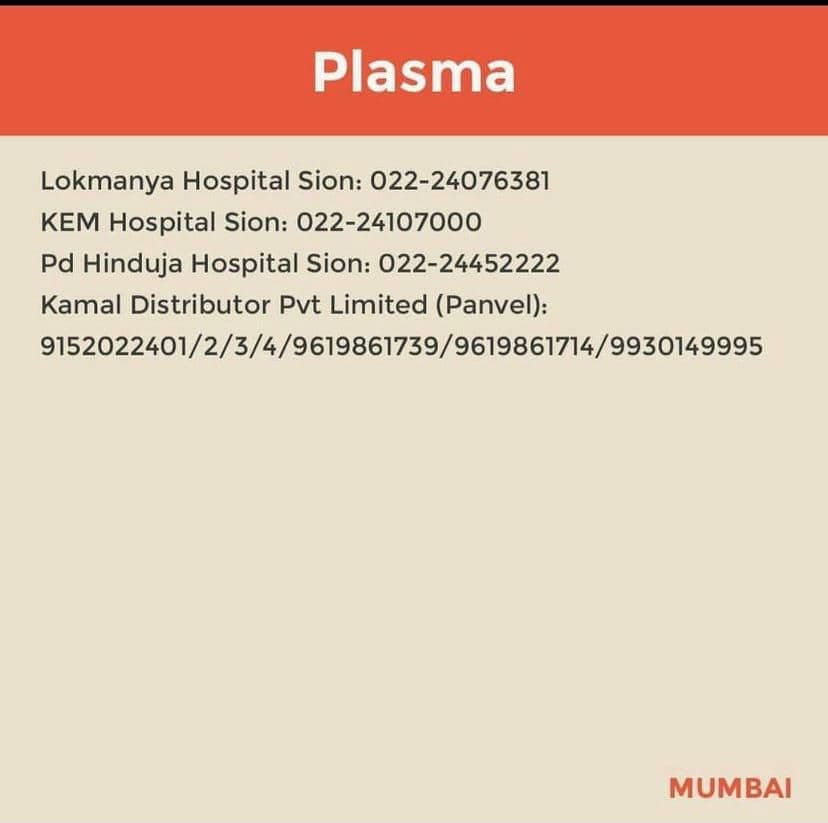 Plasma
Lokmanya Hospital Sion: 022-24076381
KEM Hospital Sion: 022-24107000
Pd Hinduja Hospital Sion: 022-24452222
Kamal Distributor Pvt Limited (Panvel):
9152022401/2/3/4/9619861739/9619861714/9930149995
MUMBAI